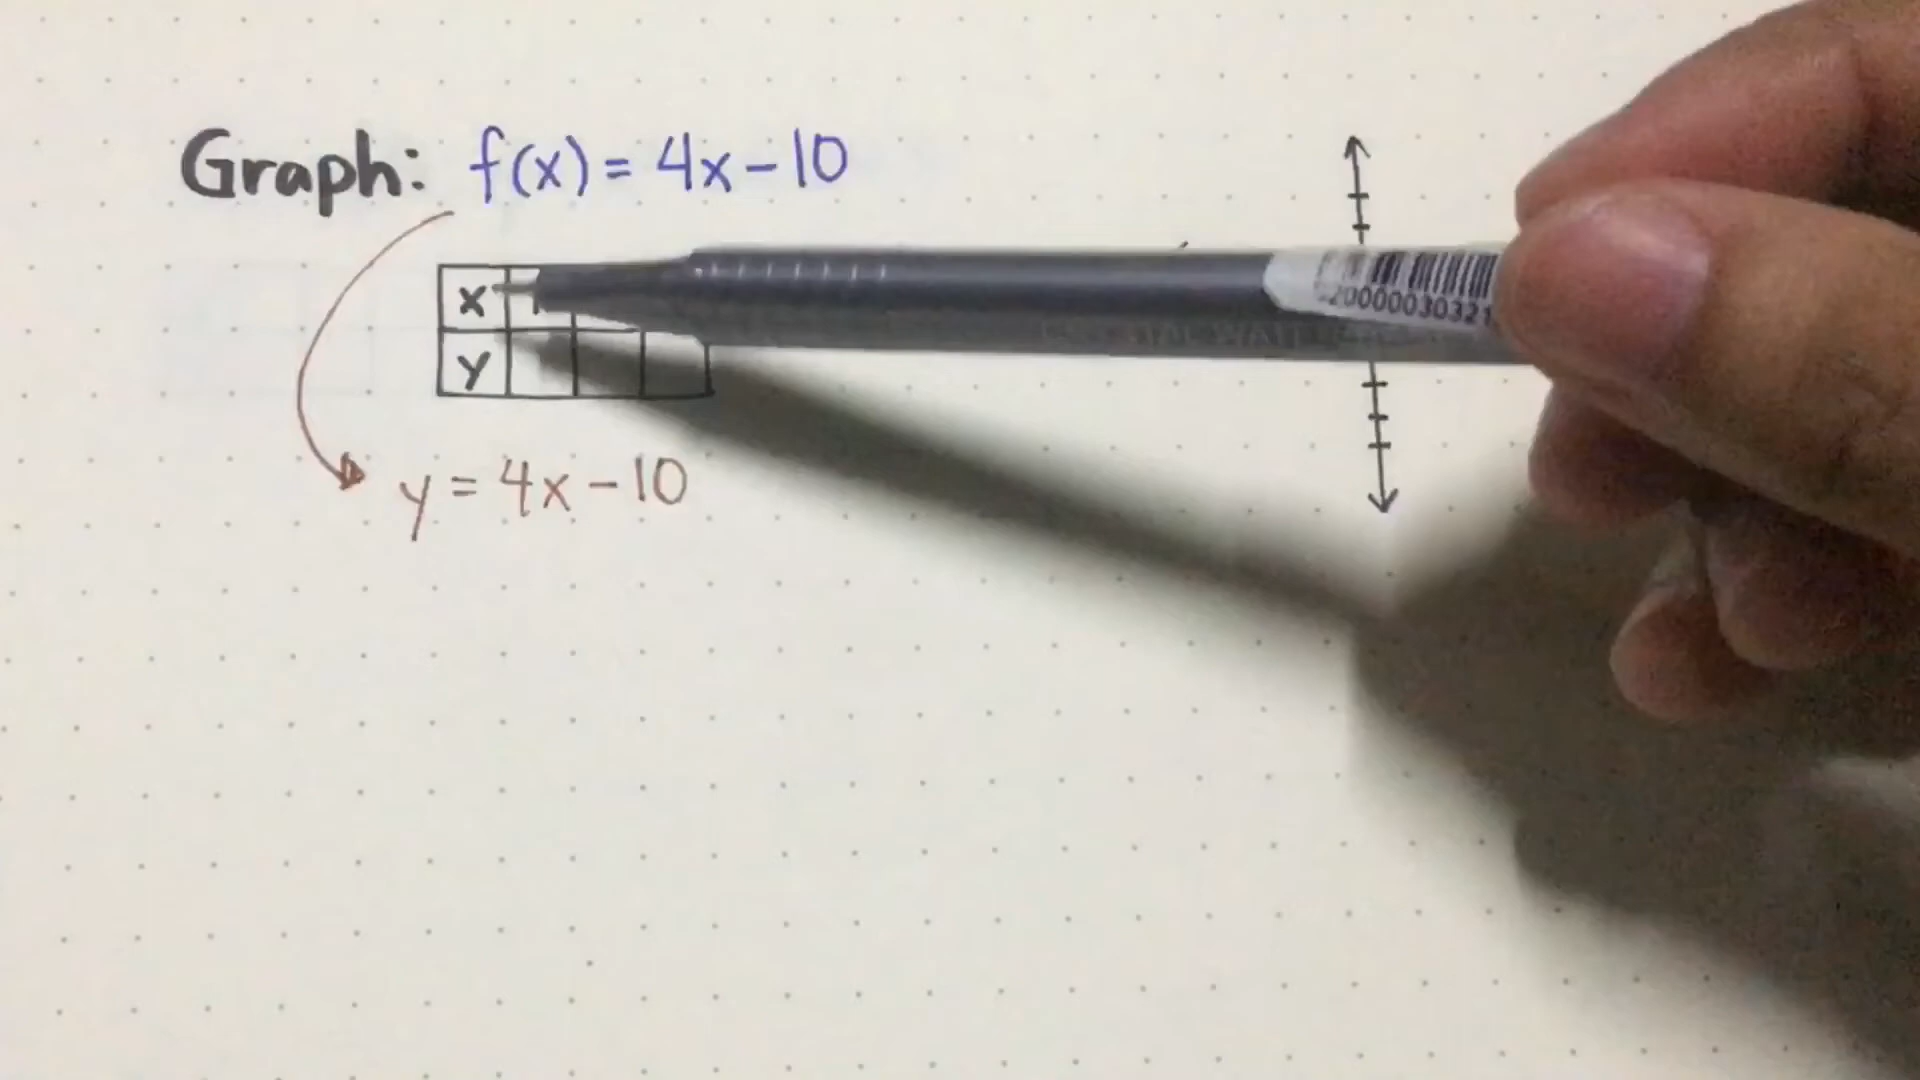 Graph: f(x) = 4x - 10
x
y
y = 4x - 10